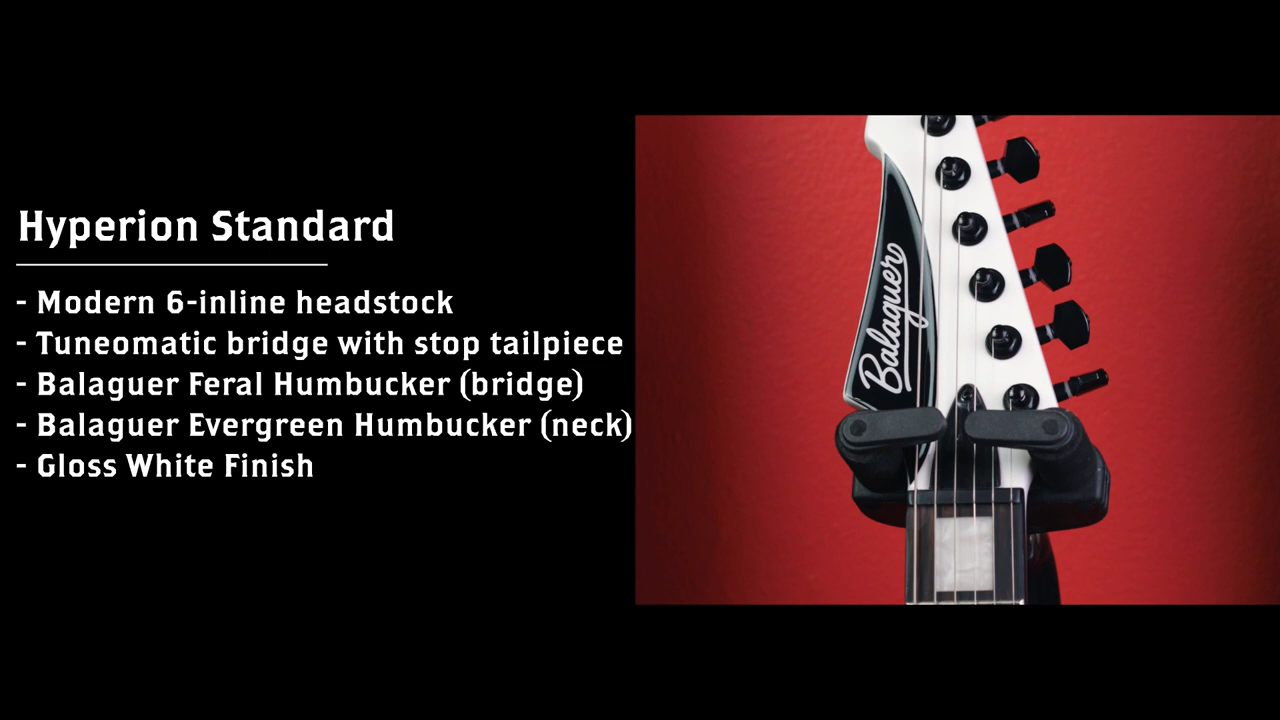 Hyperion Standard
- Modern 6-inline headstock
- Tuneomatic bridge with stop tailpiece
- Balaguer Feral Humbucker (bridge)
- Balaguer Evergreen Humbucker (neck)
- Gloss White Finish
Balaguer